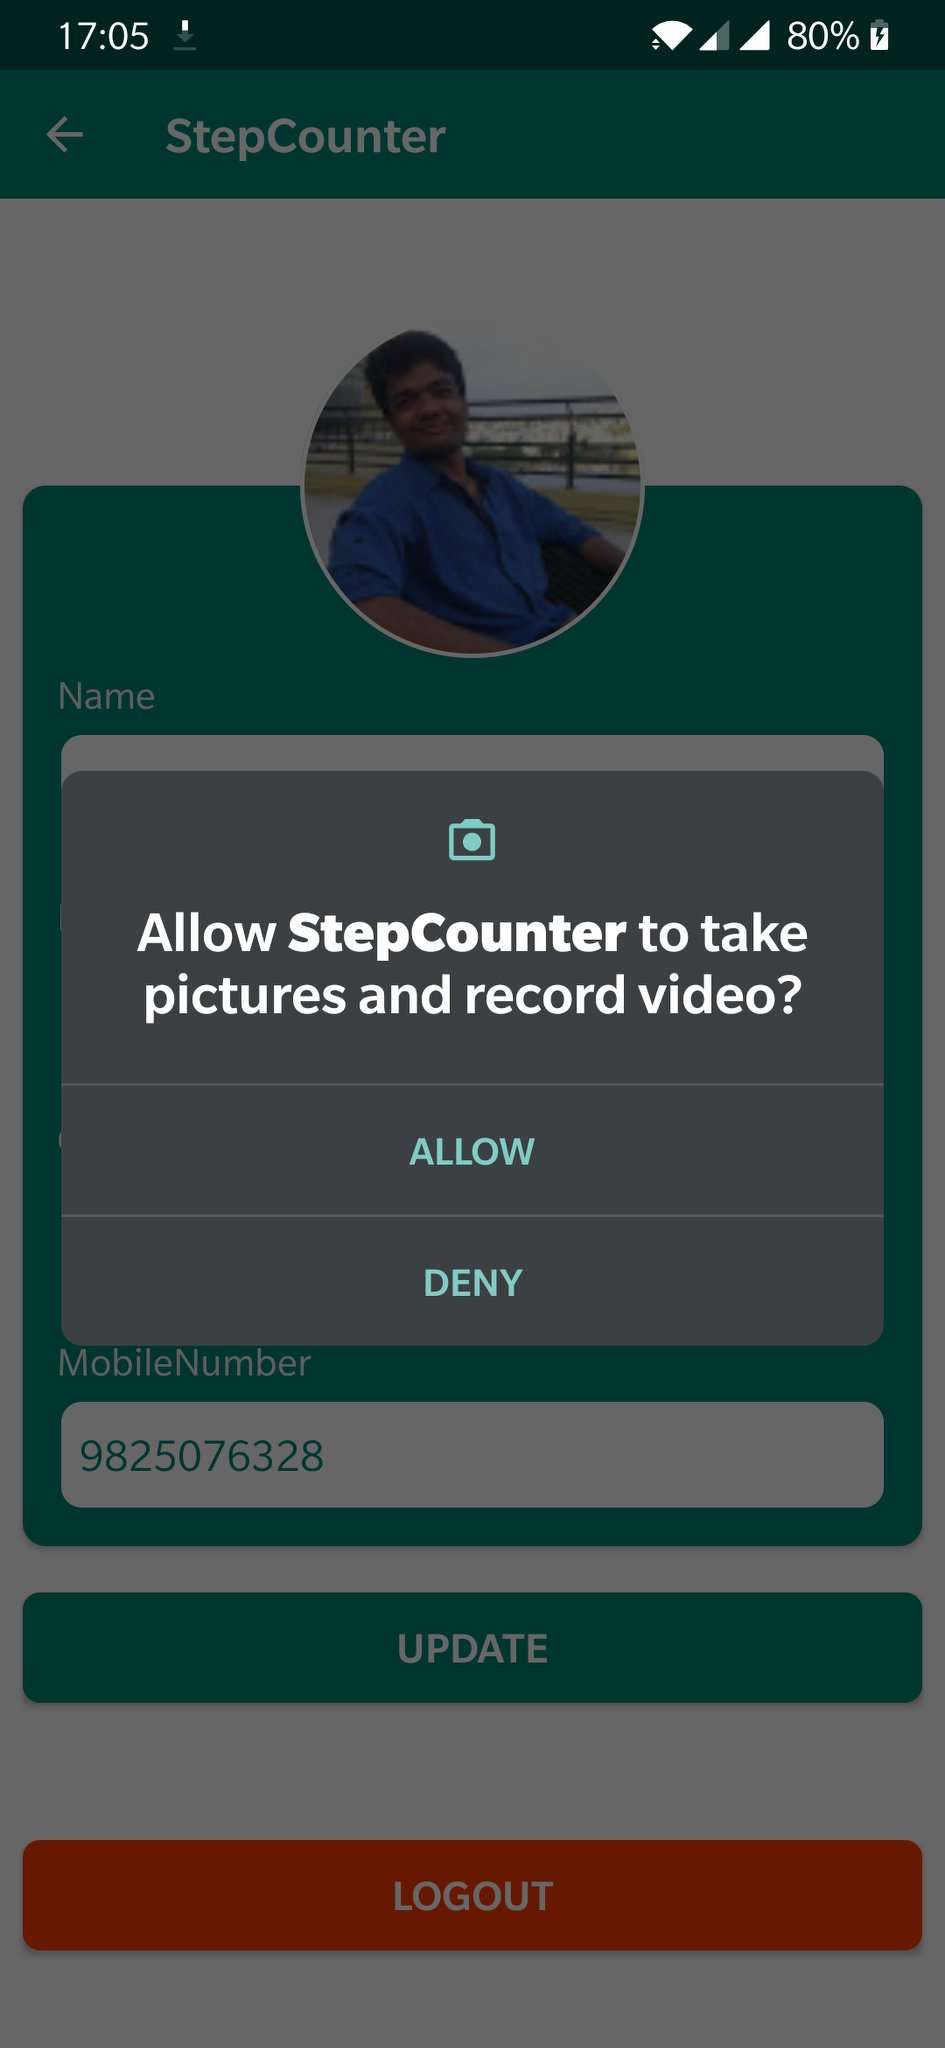 17:05
80%
StepCounter
Name
Allow StepCounter to take
pictures and record video?
ALLOW
DENY
MobileNumber
9825076328
UPDATE
LOGOUT